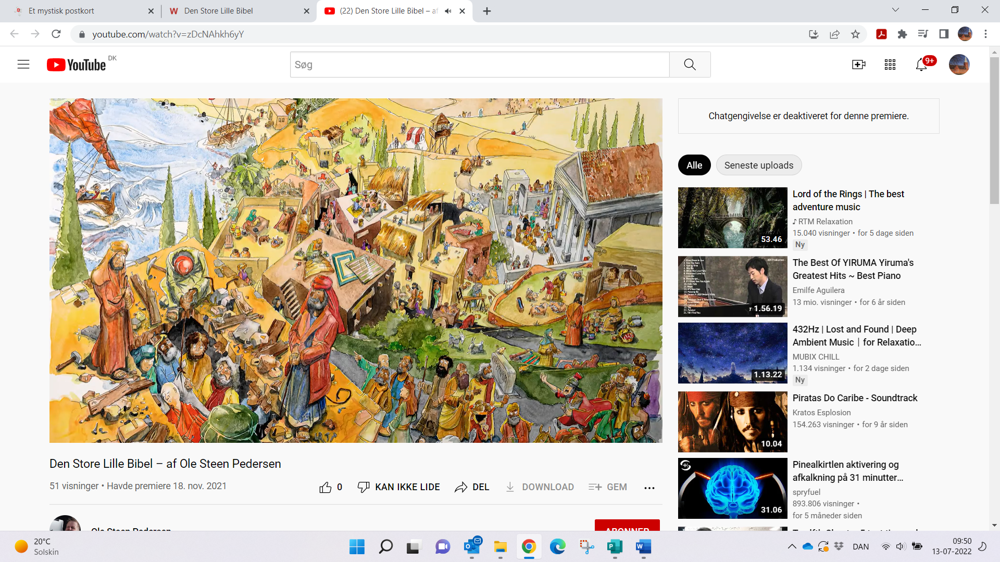 Et mystisk postkort
Den Store Lille Bibel
(22) Den Store Lille Bibel – af
youtube.com/watch?v=zDcNAhkh6yY
YouTube DK
Søg
9+
Chatgengivelse er deaktiveret for denne premiere.
Alle
Seneste uploads
53.46
Lord of the Rings | The best
adventure music
♪ RTM Relaxation
15.040 visninger • for 5 dage siden
Ny
1.56.19
The Best Of YIRUMA Yiruma's
Greatest Hits ~ Best Piano
Emilfe Aguilera
13 mio. visninger • for 6 år siden
1.13.22
432Hz | Lost and Found | Deep
Ambient Music | for Relaxatio...
MUBIX CHILL
1.134 visninger • for 2 dage siden
Ny
10.04
Piratas Do Caribe - Soundtrack
Kratos Esplosion
154.263 visninger • for 9 år siden
31.06
Pinealkirtlen aktivering og
afkalkning på 31 minutter...
spryfuel
893.806 visninger •
for 5 måneder siden
Den Store Lille Bibel – af Ole Steen Pedersen
51 visninger • Havde premiere 18. nov. 2021
0
KAN IKKE LIDE
DEL
DOWNLOAD
GEM
Ole Steen Pedersen
ABONNER
20°C
Solskin
DAN
09:50
13-07-2022